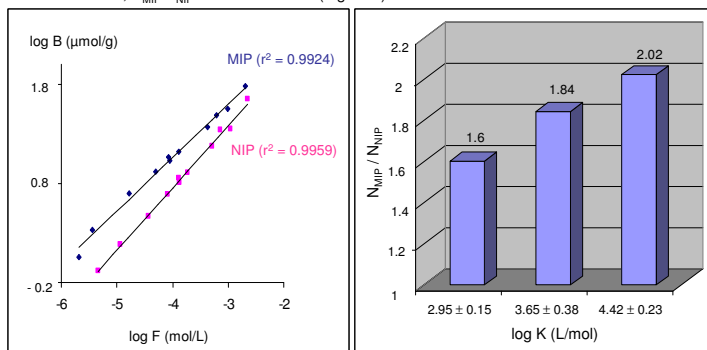 log B (µmol/g)
MIP (r² = 0.9924)
NIP (r² = 0.9959)
1.8
0.8
- 0.2
-6
-5
-4
-3
-2
log F (mol/L)
2.2
2
1.8
1.6
1.4
1.2
1
N_MIP / N_NIP
1.6
1.84
2.02
2.95 ± 0.15
3.65 ± 0.38
4.42 ± 0.23
log K (L/mol)